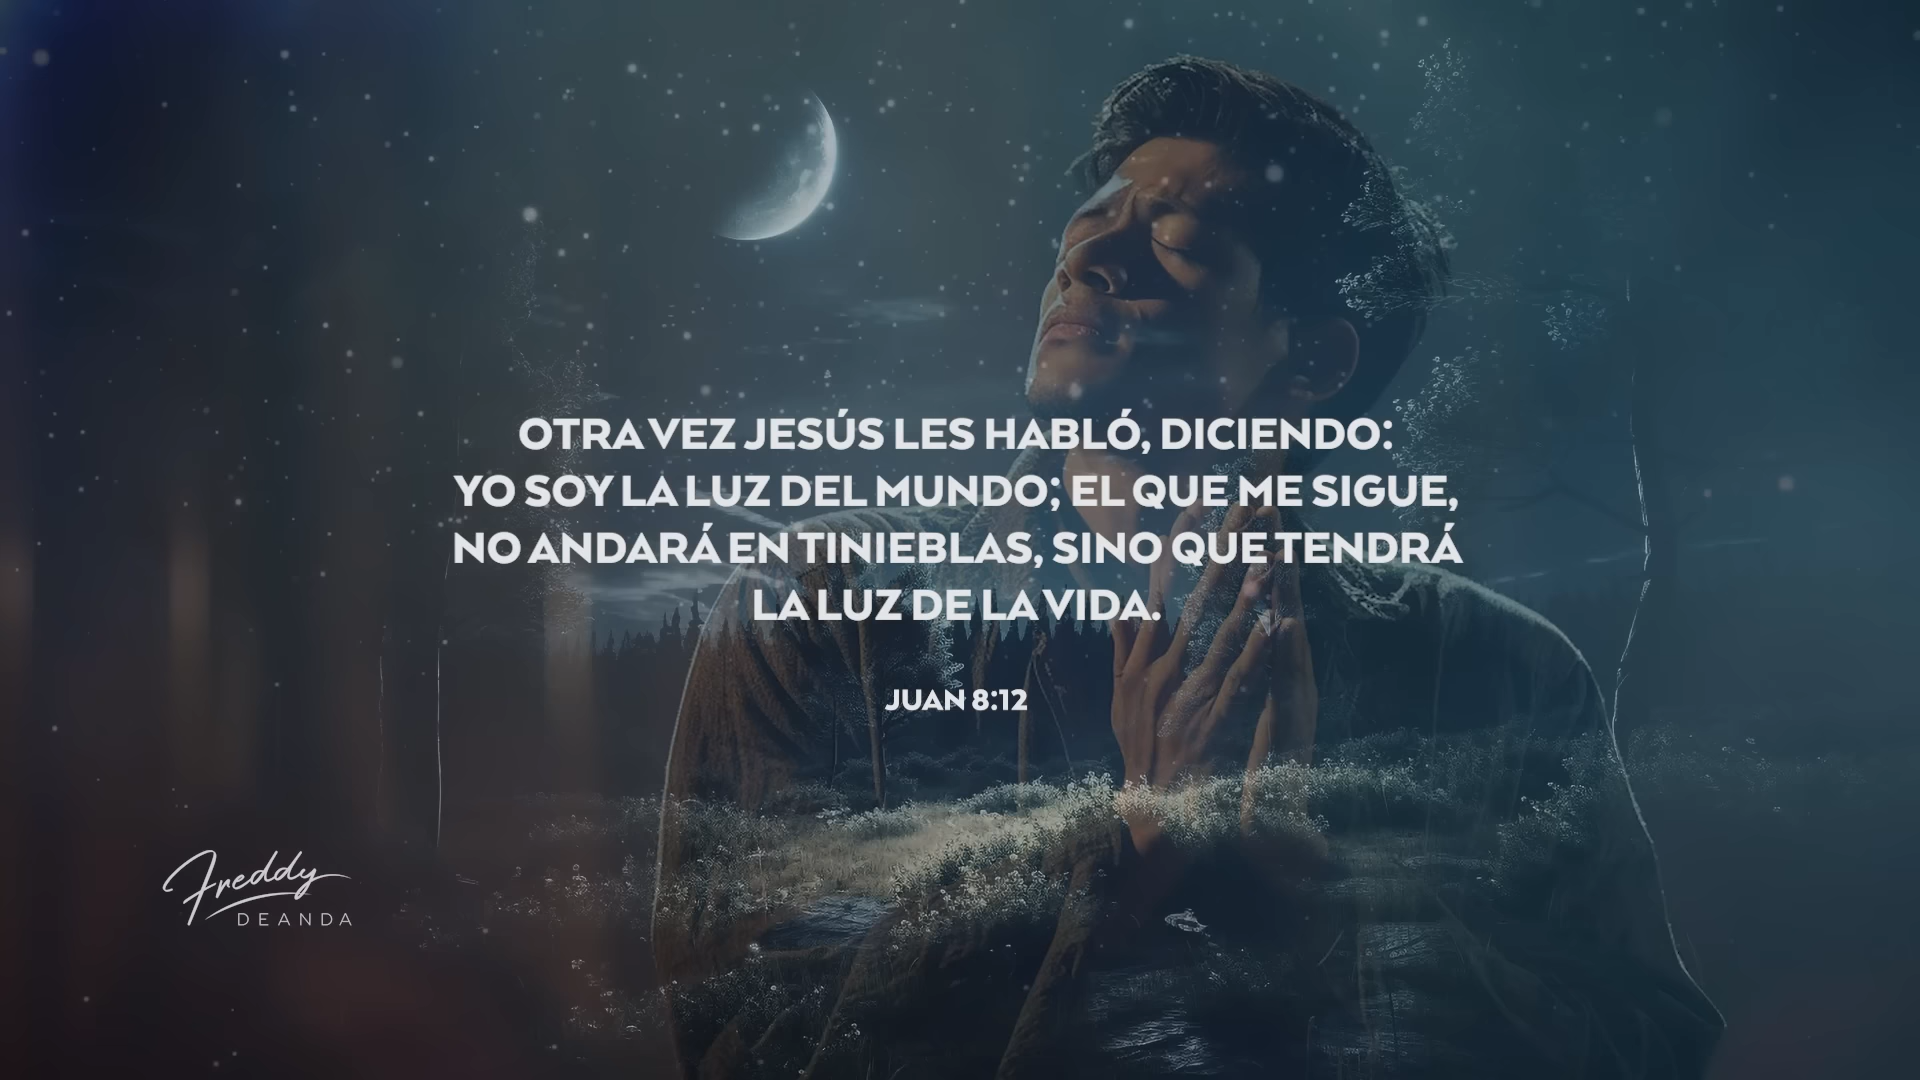 OTRA VEZ JESÚS LES HABLÓ, DICIENDO:
YO SOY LA LUZ DEL MUNDO; EL QUE ME SIGUE,
NO ANDARÁ EN TINIEBLAS, SINO QUE TENDRÁ
LA LUZ DE LA VIDA.
JUAN 8:12
Freddy
DEANDA